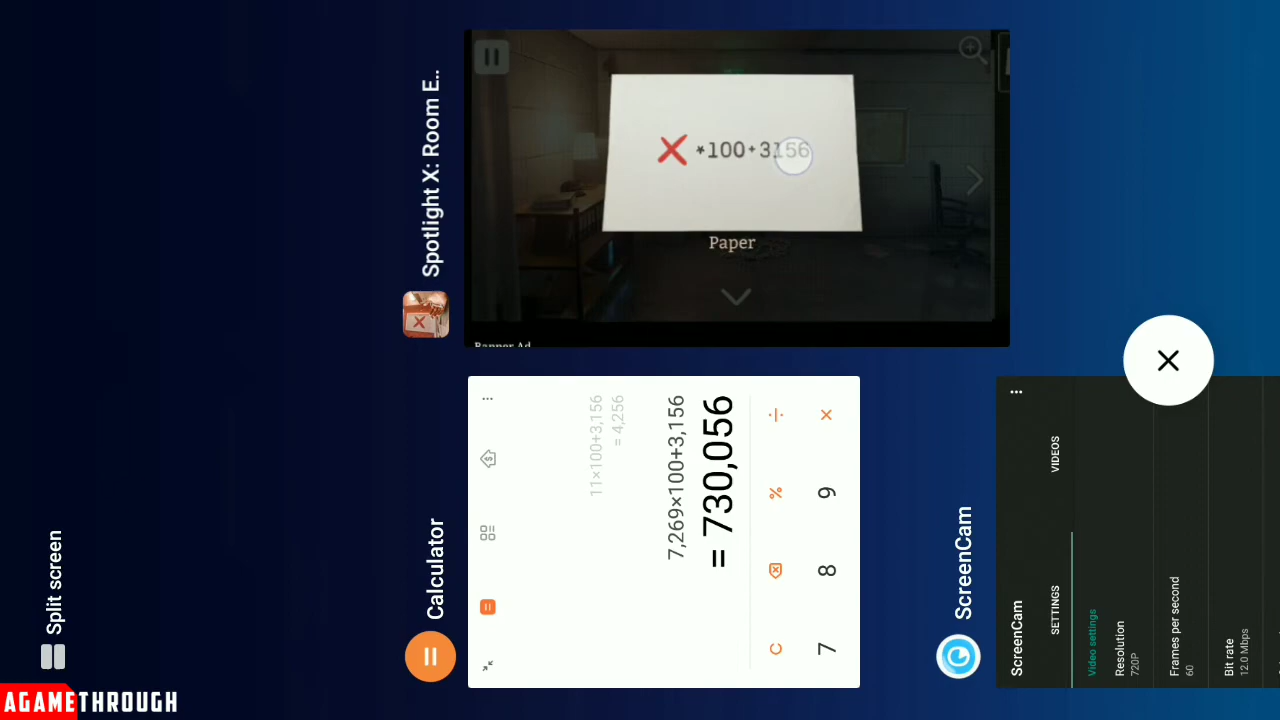 Split screen
Spotlight X: Room E..
*100+3156
Paper
Banner Ad
Calculator
11×100+3,156
= 4,256
7,269×100+3,156
= 730,056
÷
×
%
9
8
C
7
ScreenCam
ScreenCam
SETTINGS
VIDEOS
Video settings
Resolution
720P
Frames per second
60
Bit rate
12.0 Mbps
AGAMETHROUGH